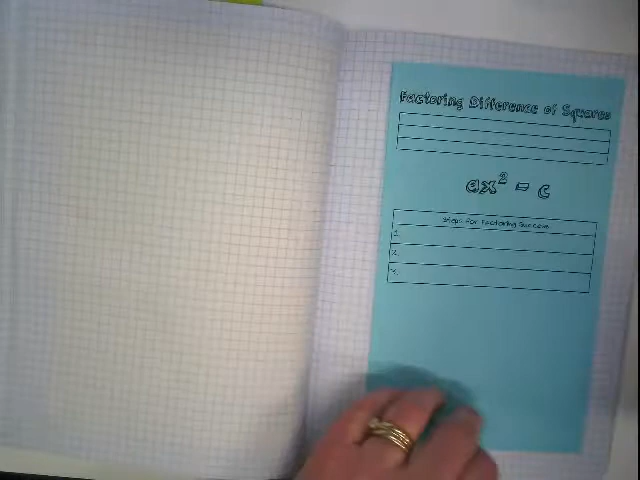 Factoring Difference of Squares
ax² - c
Steps for Factoring Success
1.
2.
3.